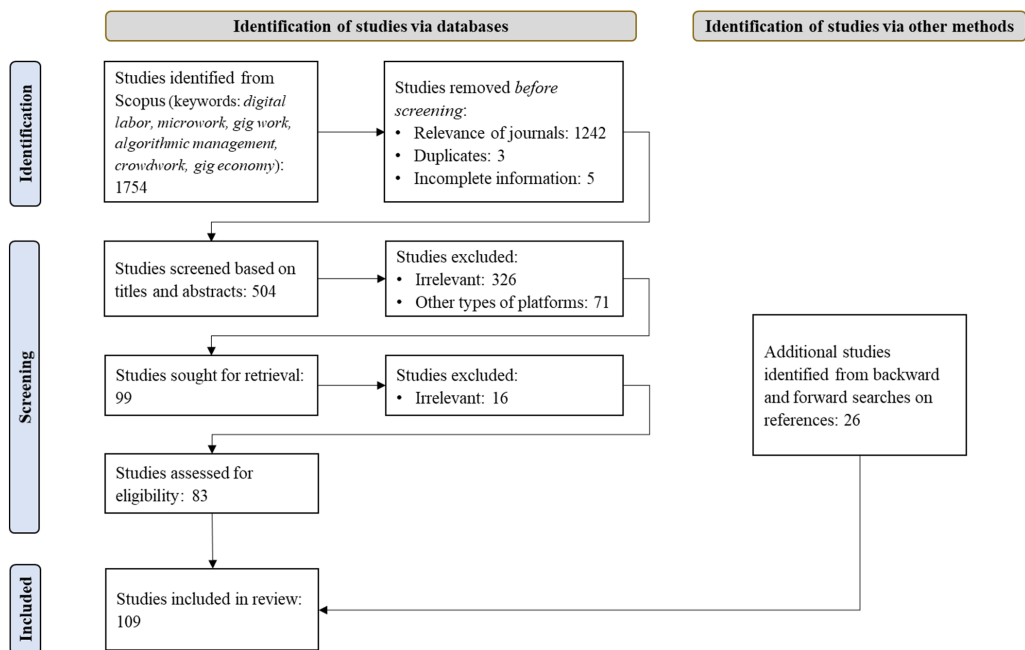 Identification of studies via databases
Identification of studies via other methods
Identification
Studies identified from
Scopus (keywords: digital
labor, microwork, gig work,
algorithmic management,
crowdwork, gig economy):
1754
Studies removed before
screening:
• Relevance of journals: 1242
• Duplicates: 3
• Incomplete information: 5
Screening
Studies screened based on
titles and abstracts: 504
Studies excluded:
• Irrelevant: 326
• Other types of platforms: 71
Studies sought for retrieval:
99
Studies excluded:
• Irrelevant: 16
Additional studies
identified from backward
and forward searches on
references: 26
Studies assessed for
eligibility: 83
Included
Studies included in review:
109